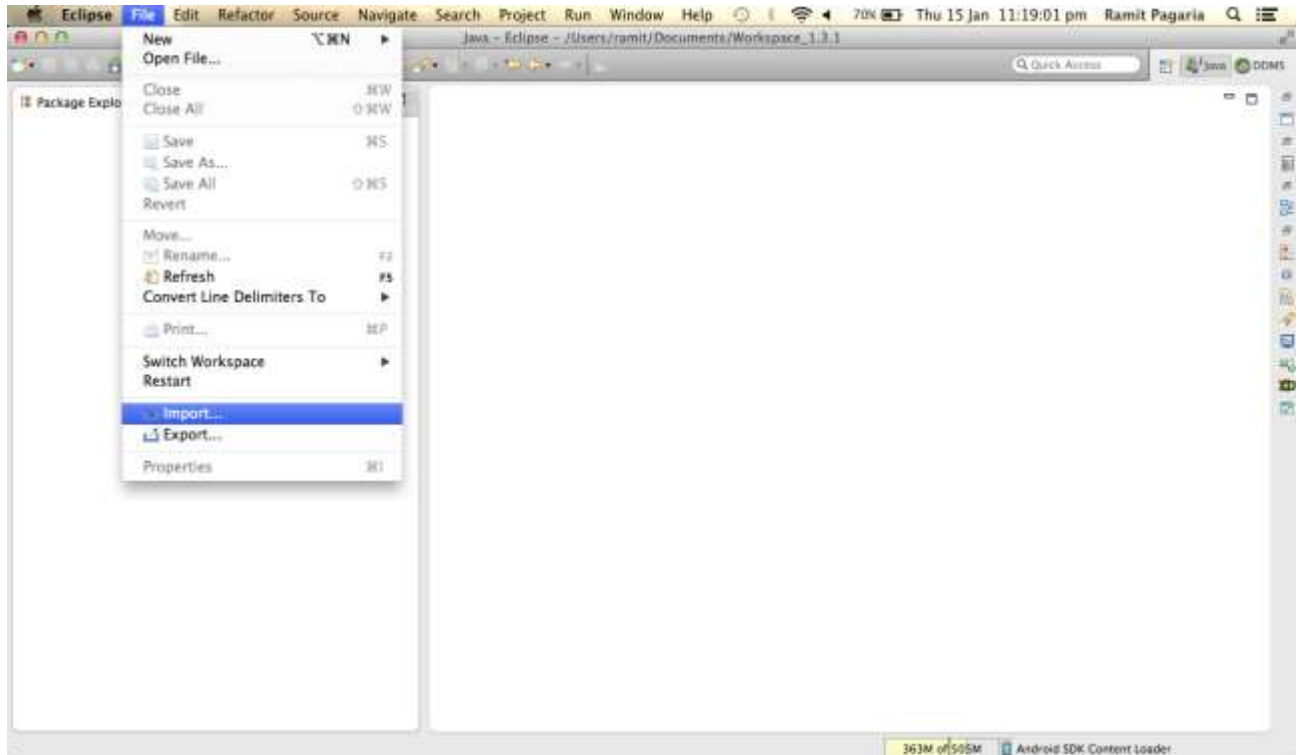 Eclipse File Edit Refactor Source Navigate Search Project Run Window Help 70% Thu 15 Jan 11:19:01 pm Ramit Pagaria
Java - Eclipse - /Users/ramit/Documents/Workspace_1.3.1
Quick Access Java DDMS
Package Explo
New ⌥⌘N
Open File...
Close ⌘W
Close All ⇧⌘W
Save ⌘S
Save As...
Save All ⇧⌘S
Revert
Move...
Rename... F2
Refresh F5
Convert Line Delimiters To
Print... ⌘P
Switch Workspace
Restart
Import...
Export...
Properties ⌘I
363M of 505M Android SDK Content Loader